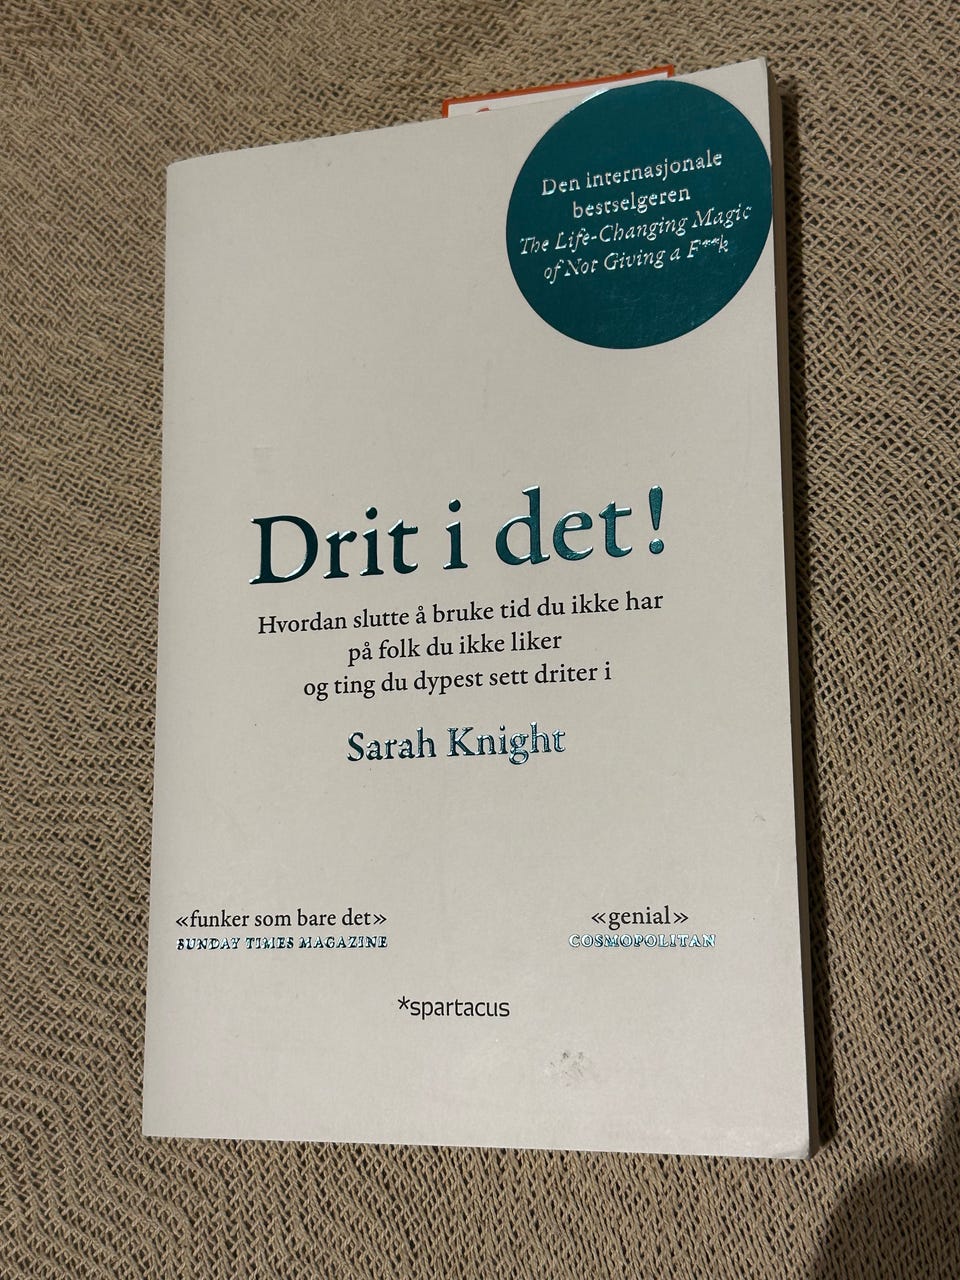 Den internasjonale
bestselgeren
The Life-Changing Magic
of Not Giving a F**k
Drit i det!
Hvordan slutte å bruke tid du ikke har
på folk du ikke liker
og ting du dypest sett driter i
Sarah Knight
«funker som bare det»
SUNDAY TIMES MAGAZINE
«genial»
COSMOPOLITAN
*spartacus